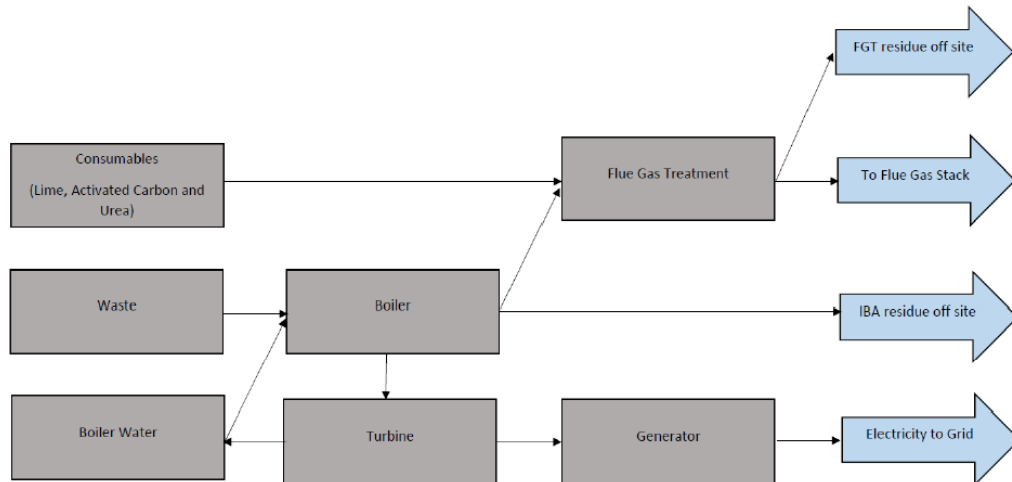 FGT residue off site
Consumables
(Lime, Activated Carbon and
Urea)
Flue Gas Treatment
To Flue Gas Stack
Waste
Boiler
IBA residue off site
Boiler Water
Turbine
Generator
Electricity to Grid